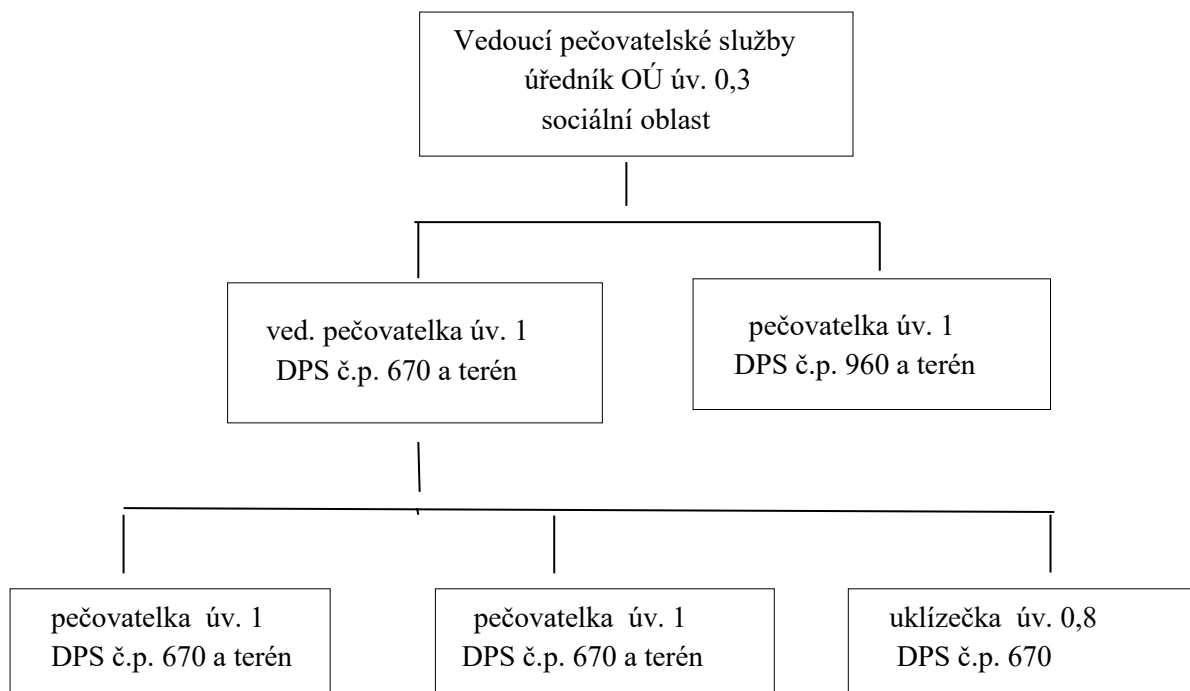 Vedoucí pečovatelské služby
úředník OÚ úv. 0,3
sociální oblast
ved. pečovatelka úv. 1
DPS č.p. 670 a terén
pečovatelka úv. 1
DPS č.p. 960 a terén
pečovatelka úv. 1
DPS č.p. 670 a terén
pečovatelka úv. 1
DPS č.p. 670 a terén
uklízečka úv. 0,8
DPS č.p. 670